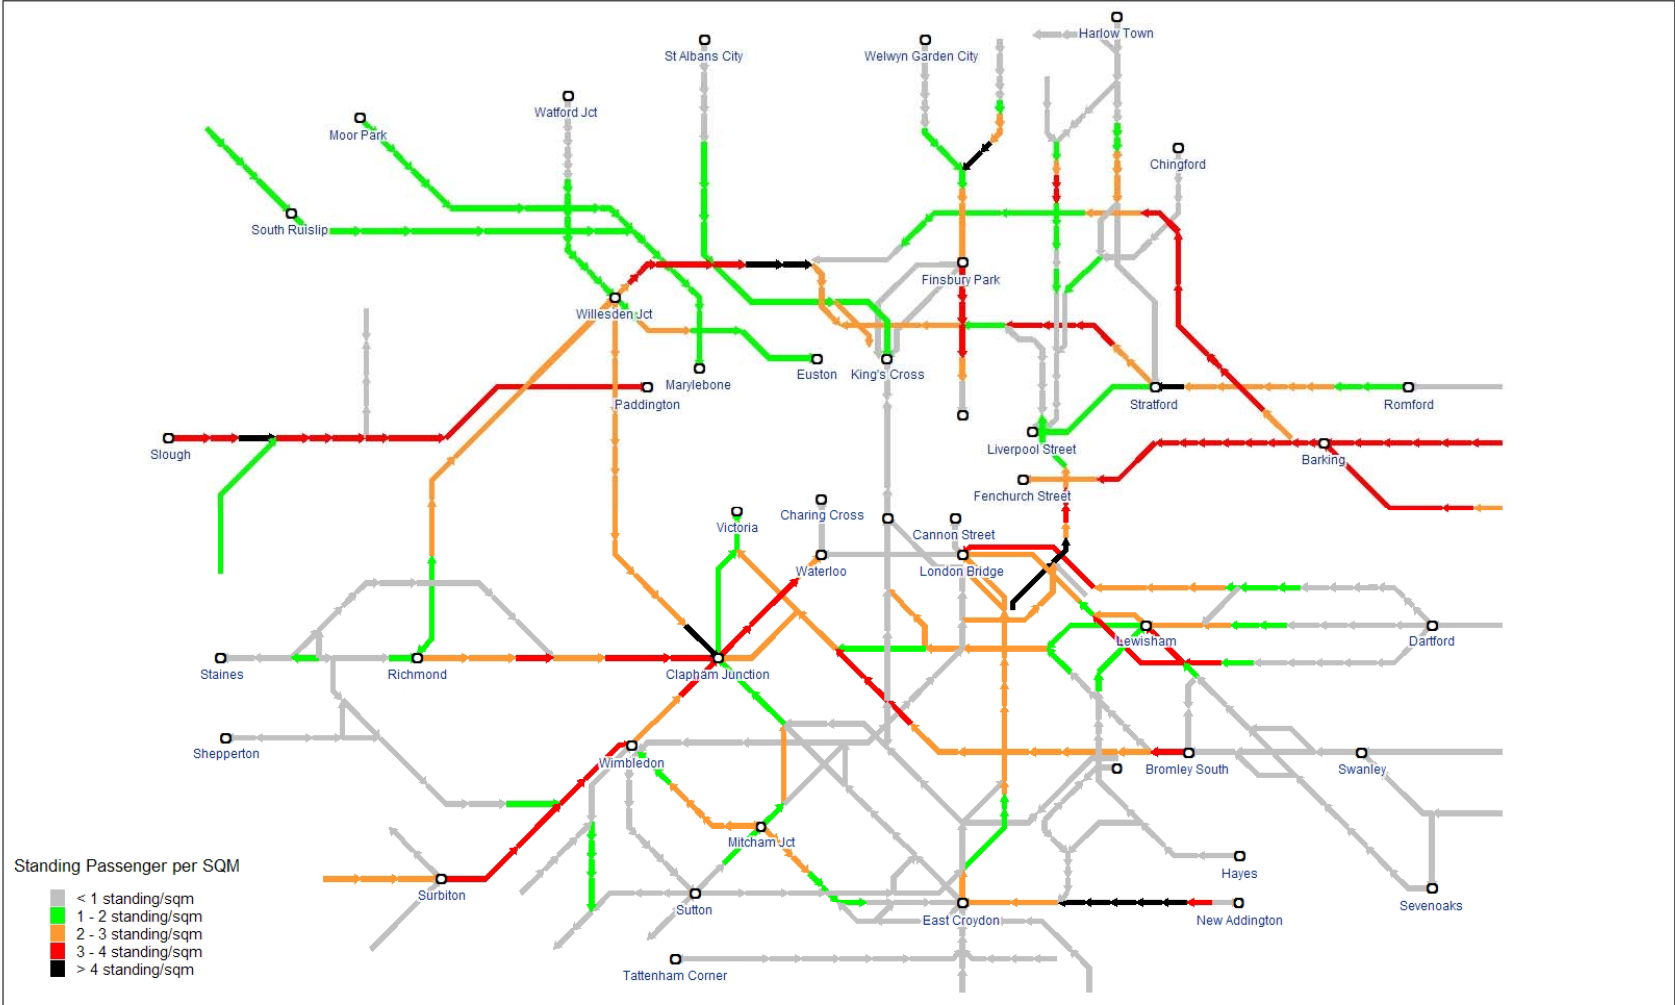 Harlow Town
St Albans City
Welwyn Garden City
Watford Jct
Moor Park
Chingford
South Ruislip
Finsbury Park
Willesden Jct
Marylebone
Euston
King's Cross
Paddington
Stratford
Romford
Slough
Liverpool Street
Barking
Fenchurch Street
Charing Cross
Victoria
Cannon Street
Waterloo
London Bridge
Lewisham
Dartford
Staines
Richmond
Clapham Junction
Shepperton
Wimbledon
Bromley South
Swanley
Mitcham Jct
Standing Passenger per SQM
< 1 standing/sqm
1 - 2 standing/sqm
2 - 3 standing/sqm
3 - 4 standing/sqm
> 4 standing/sqm
Surbiton
Sutton
Hayes
Sevenoaks
East Croydon
New Addington
Tattenham Corner